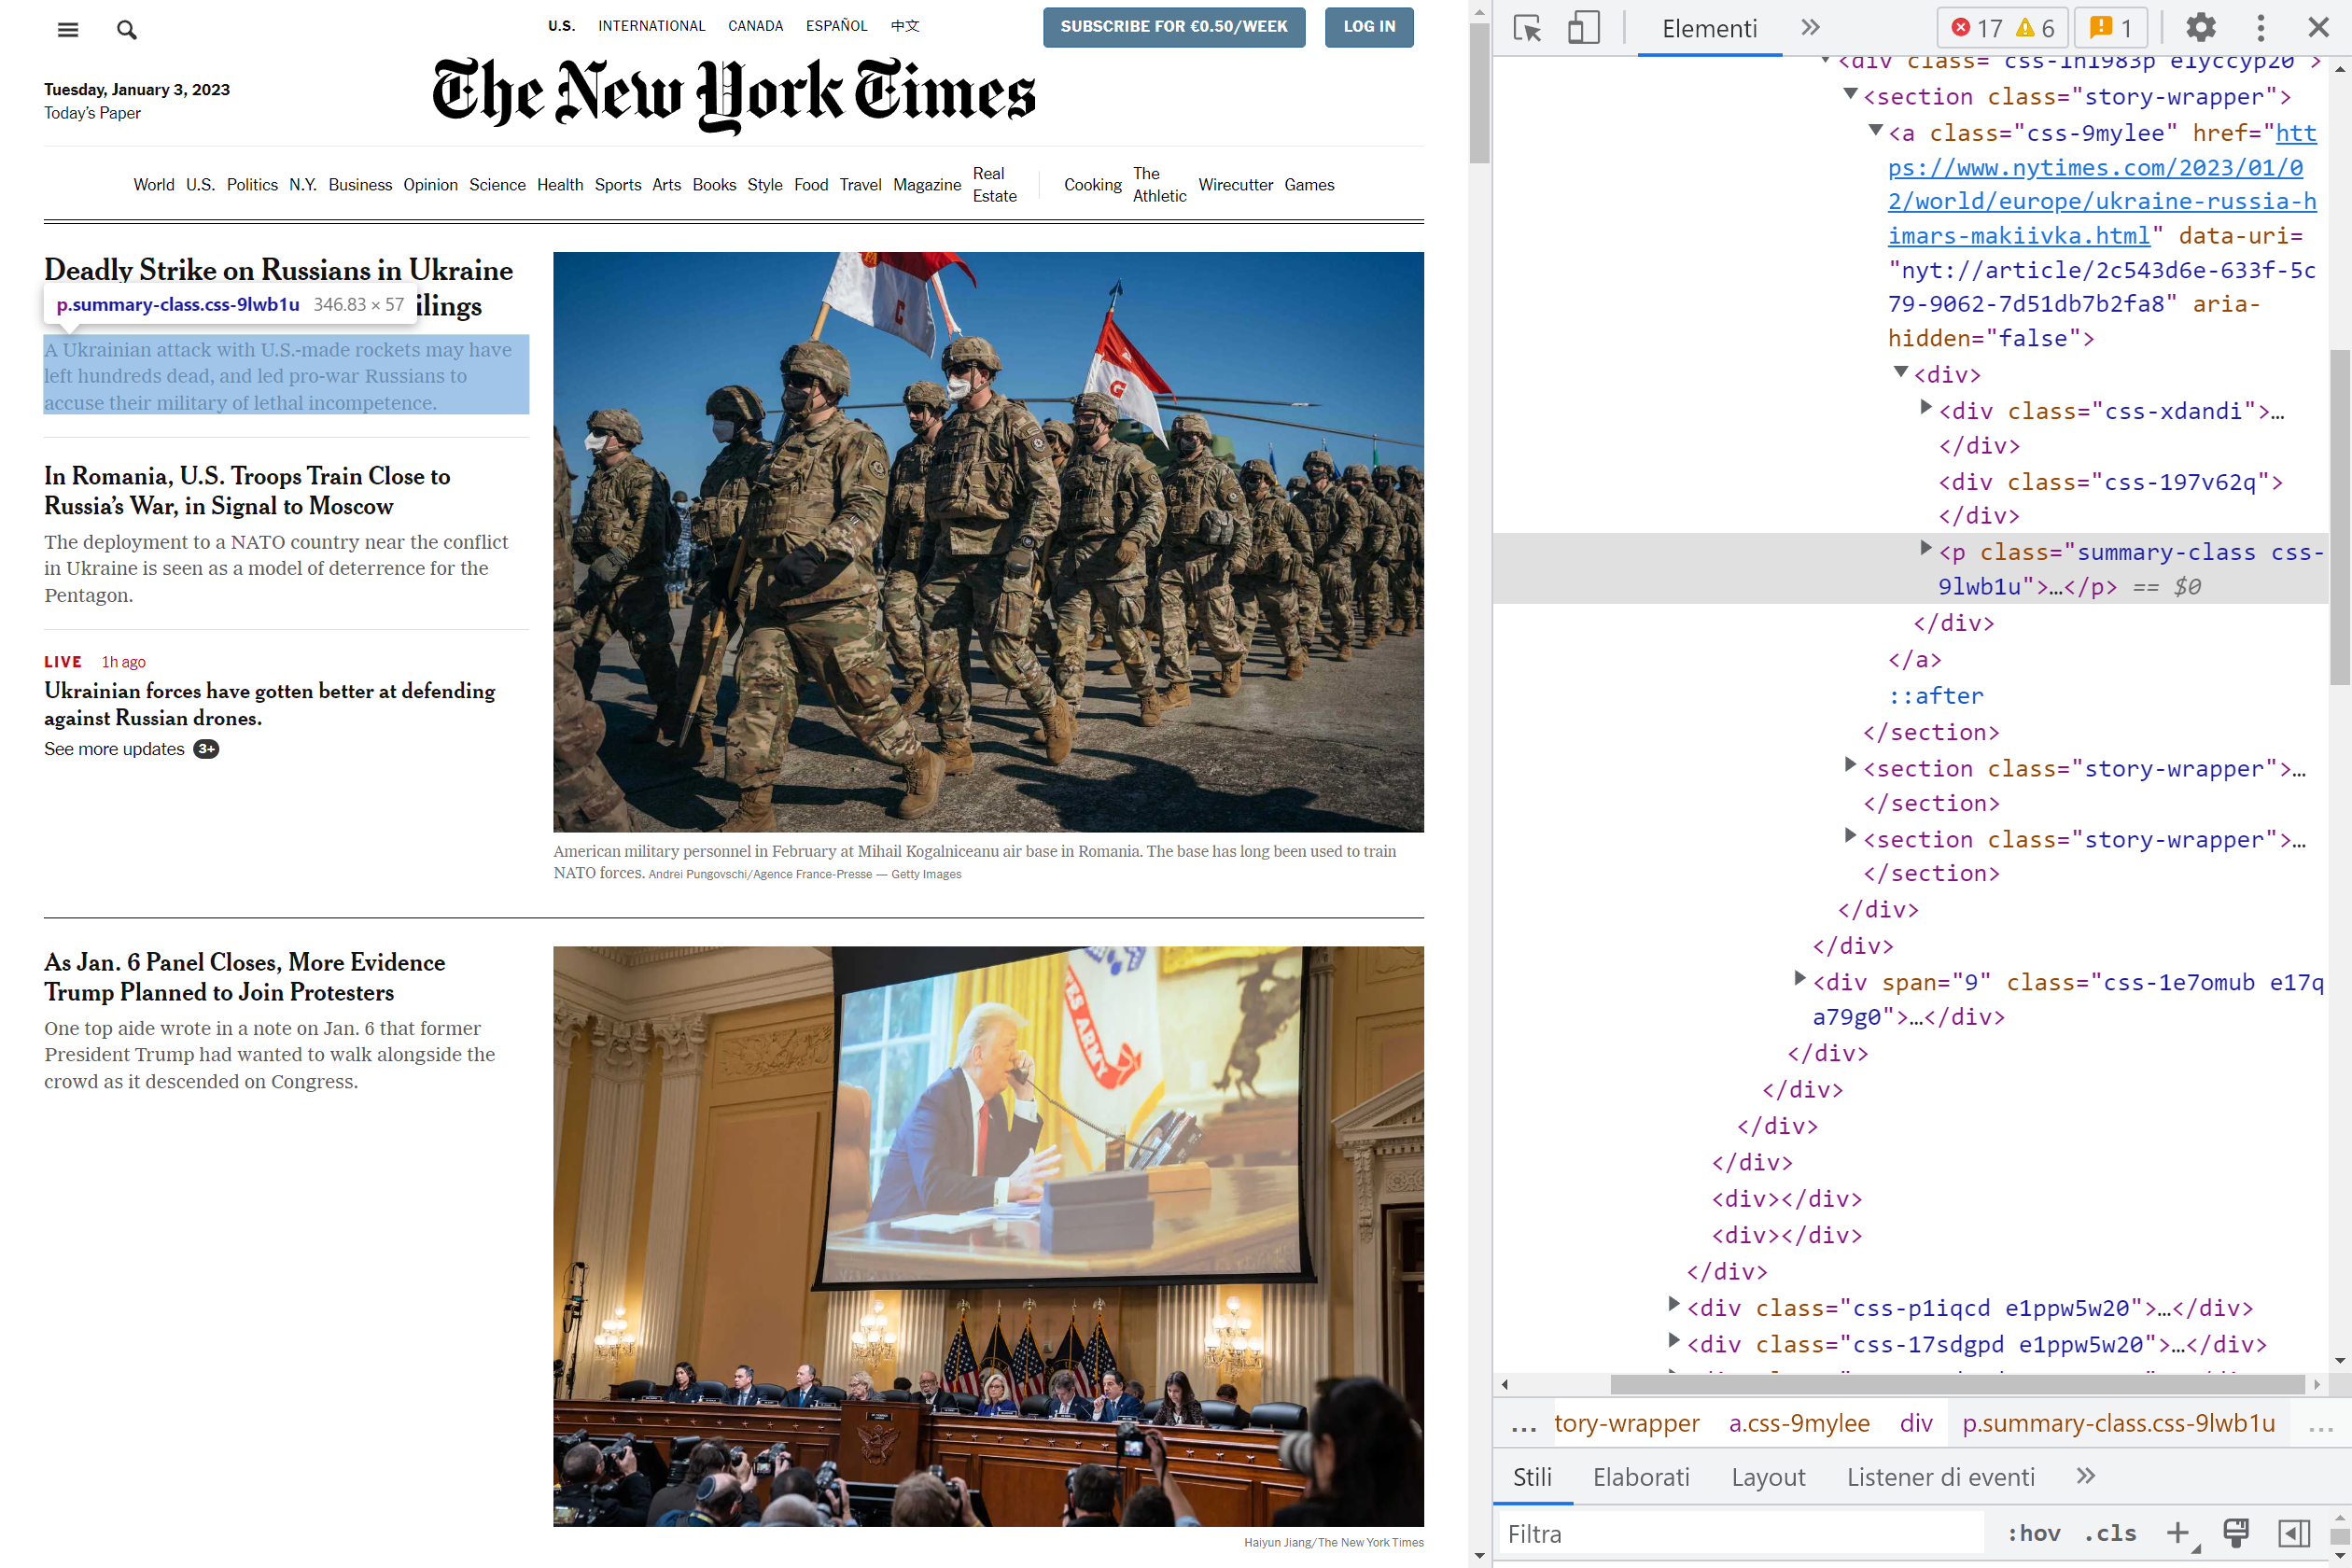 U.S. INTERNATIONAL CANADA ESPAÑOL 中文
SUBSCRIBE FOR €0.50/WEEK
LOG IN
Tuesday, January 3, 2023
Today's Paper
The New York Times
World U.S. Politics N.Y. Business Opinion Science Health Sports Arts Books Style Food Travel Magazine Real Estate Cooking The Athletic Wirecutter Games
Deadly Strike on Russians in Ukraine
ilings
p.summary-class.css-9lwb1u 346.83 × 57
A Ukrainian attack with U.S.-made rockets may have
left hundreds dead, and led pro-war Russians to
accuse their military of lethal incompetence.
In Romania, U.S. Troops Train Close to
Russia's War, in Signal to Moscow
The deployment to a NATO country near the conflict
in Ukraine is seen as a model of deterrence for the
Pentagon.
LIVE 1h ago
Ukrainian forces have gotten better at defending
against Russian drones.
See more updates 3+
C
G
American military personnel in February at Mihail Kogalniceanu air base in Romania. The base has long been used to train
NATO forces. Andrei Pungovschi/Agence France-Presse — Getty Images
As Jan. 6 Panel Closes, More Evidence
Trump Planned to Join Protesters
One top aide wrote in a note on Jan. 6 that former
President Trump had wanted to walk alongside the
crowd as it descended on Congress.
ES ARMY
Haiyun Jiang/The New York Times
Elementi
17 6 1
<div class="css-1h1983p e1yccyp20">
<section class="story-wrapper">
<a class="css-9mylee" href="htt
ps://www.nytimes.com/2023/01/0
2/world/europe/ukraine-russia-h
imars-makiivka.html" data-uri=
"nyt://article/2c543d6e-633f-5c
79-9062-7d51db7b2fa8" aria-
hidden="false">
<div>
<div class="css-xdandi">…
</div>
<div class="css-197v62q">
</div>
<p class="summary-class css-
9lwb1u">…</p> == $0
</div>
</a>
::after
</section>
<section class="story-wrapper">…
</section>
<section class="story-wrapper">…
</section>
</div>
</div>
<div span="9" class="css-1e7omub e17q
a79g0">…</div>
</div>
</div>
</div>
</div>
<div></div>
<div></div>
</div>
<div class="css-p1iqcd e1ppw5w20">…</div>
<div class="css-17sdgpd e1ppw5w20">…</div>
… tory-wrapper a.css-9mylee div p.summary-class.css-9lwb1u …
Stili Elaborati Layout Listener di eventi
Filtra :hov .cls